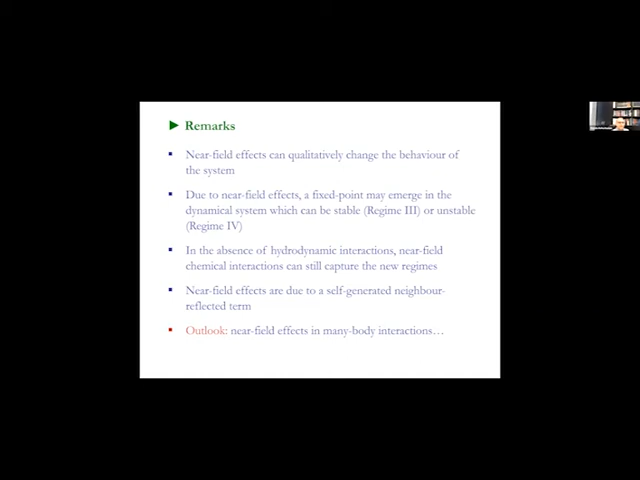 ► Remarks
▪ Near-field effects can qualitatively change the behaviour of
the system
▪ Due to near-field effects, a fixed-point may emerge in the
dynamical system which can be stable (Regime III) or unstable
(Regime IV)
▪ In the absence of hydrodynamic interactions, near-field
chemical interactions can still capture the new regimes
▪ Near-field effects are due to a self-generated neighbour-
reflected term
▪ Outlook: near-field effects in many-body interactions…